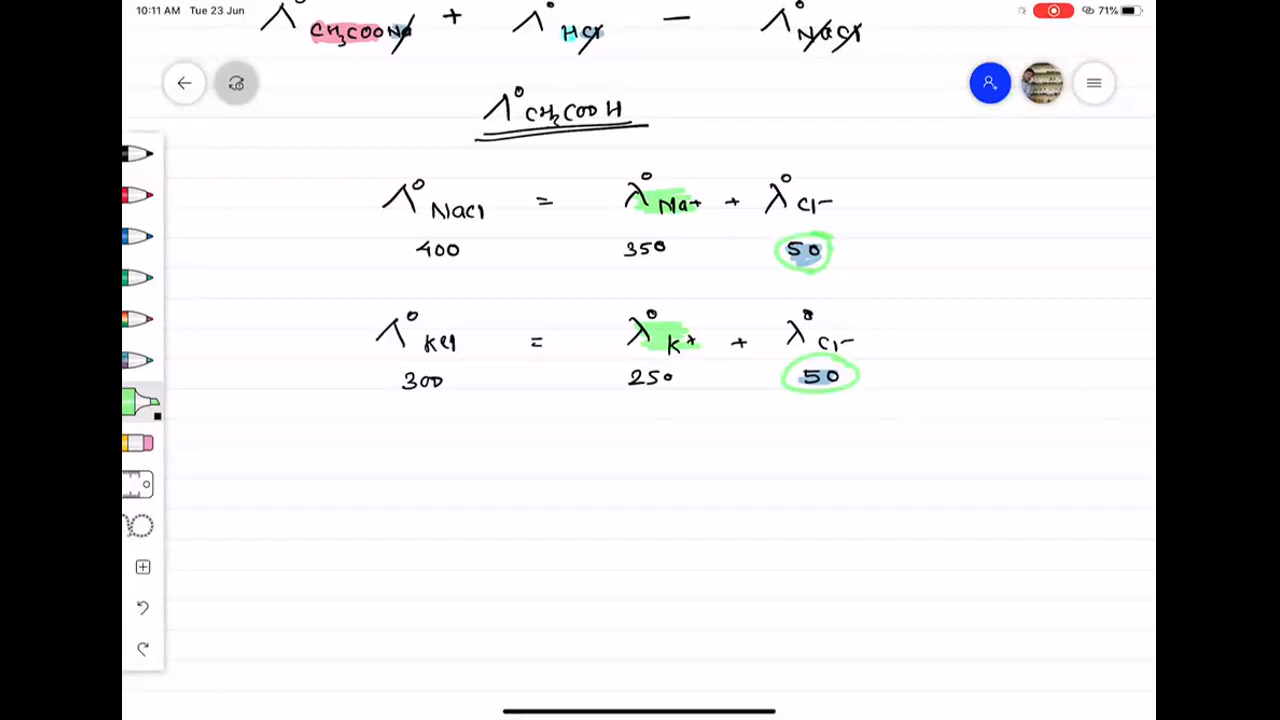 10:11 AM Tue 23 Jun 71%
Λ° CH3COONa + Λ° HCl − Λ° NaCl
Λ° CH3COOH
Λ° NaCl = λ° Na+ + λ° Cl−
400 350 50
Λ° KCl = λ° K+ + λ° Cl−
300 250 50